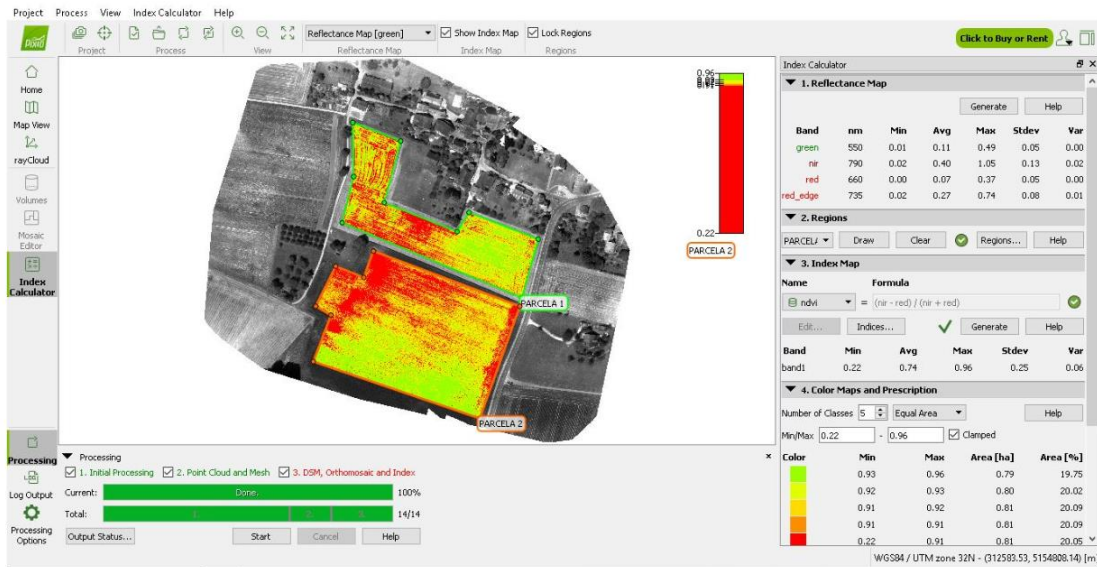 Project Process View Index Calculator Help
Reflectance Map [green] Show Index Map Lock Regions
Project Process View Reflectance Map Index Map Regions
Click to Buy or Rent
Home
Map View
rayCloud
Volumes
Mosaic
Editor
Index
Calculator
Processing
Log Output
Processing
Options
0.96
0.22
PARCELA 2
PARCELA 1
PARCELA 2
Processing
1. Initial Processing 2. Point Cloud and Mesh 3. DSM, Orthomosaic and Index
Current: Done. 100%
Total: 1. 2. 3. 14/14
Output Status... Start Cancel Help
Index Calculator
1. Reflectance Map
Generate Help
Band nm Min Avg Max Stdev Var
green 550 0.01 0.11 0.49 0.05 0.00
nir 790 0.02 0.40 1.05 0.13 0.02
red 660 0.00 0.07 0.37 0.05 0.00
red_edge 735 0.02 0.27 0.74 0.08 0.01
2. Regions
PARCEL Draw Clear Regions... Help
3. Index Map
Name Formula
ndvi = (nir - red) / (nir + red)
Edit... Indices... Generate Help
Band Min Avg Max Stdev Var
band1 0.22 0.74 0.96 0.25 0.06
4. Color Maps and Prescription
Number of Classes 5 Equal Area Help
Min/Max 0.22 - 0.96 Clamped
Color Min Max Area [ha] Area [%]
0.93 0.96 0.79 19.75
0.92 0.93 0.80 20.02
0.91 0.92 0.81 20.09
0.91 0.91 0.81 20.09
0.22 0.91 0.81 20.05
WGS84 / UTM zone 32N - (312583.53, 5154808.14) [m]